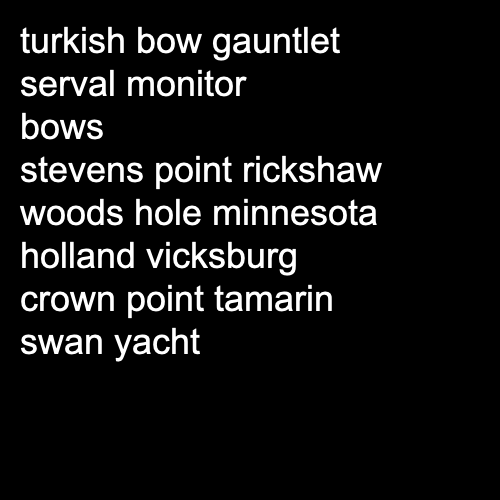 turkish bow gauntlet
serval monitor
bows
stevens point rickshaw
woods hole minnesota
holland vicksburg
crown point tamarin
swan yacht